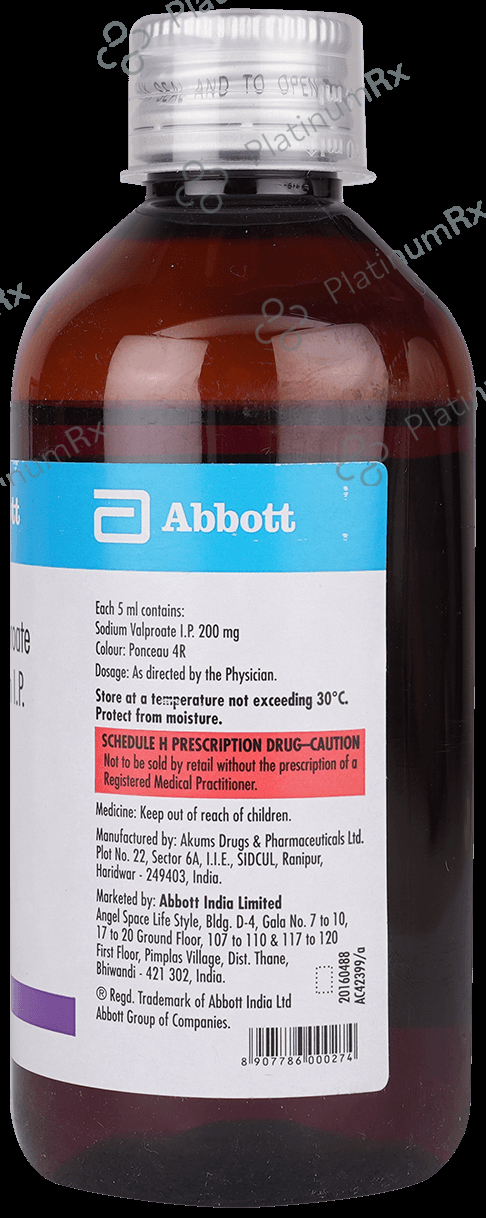 SEAL AND TO OPEN
PlatinumRx
PlatinumRx
PlatinumRx
Abbott
Each 5 ml contains:
Sodium Valproate I.P. 200 mg
Colour: Ponceau 4R
Dosage: As directed by the Physician.
Store at a temperature not exceeding 30°C.
Protect from moisture.
SCHEDULE H PRESCRIPTION DRUG–CAUTION
Not to be sold by retail without the prescription of a
Registered Medical Practitioner.
Medicine: Keep out of reach of children.
Manufactured by: Akums Drugs & Pharmaceuticals Ltd.
Plot No. 22, Sector 6A, I.I.E., SIDCUL, Ranipur,
Haridwar - 249403, India.
Marketed by: Abbott India Limited
Angel Space Life Style, Bldg. D-4, Gala No. 7 to 10,
17 to 20 Ground Floor, 107 to 110 & 117 to 120
First Floor, Pimplas Village, Dist. Thane,
Bhiwandi - 421 302, India.
® Regd. Trademark of Abbott India Ltd
Abbott Group of Companies.
20160488
AC42399/a
8 907786 000274
I.P.